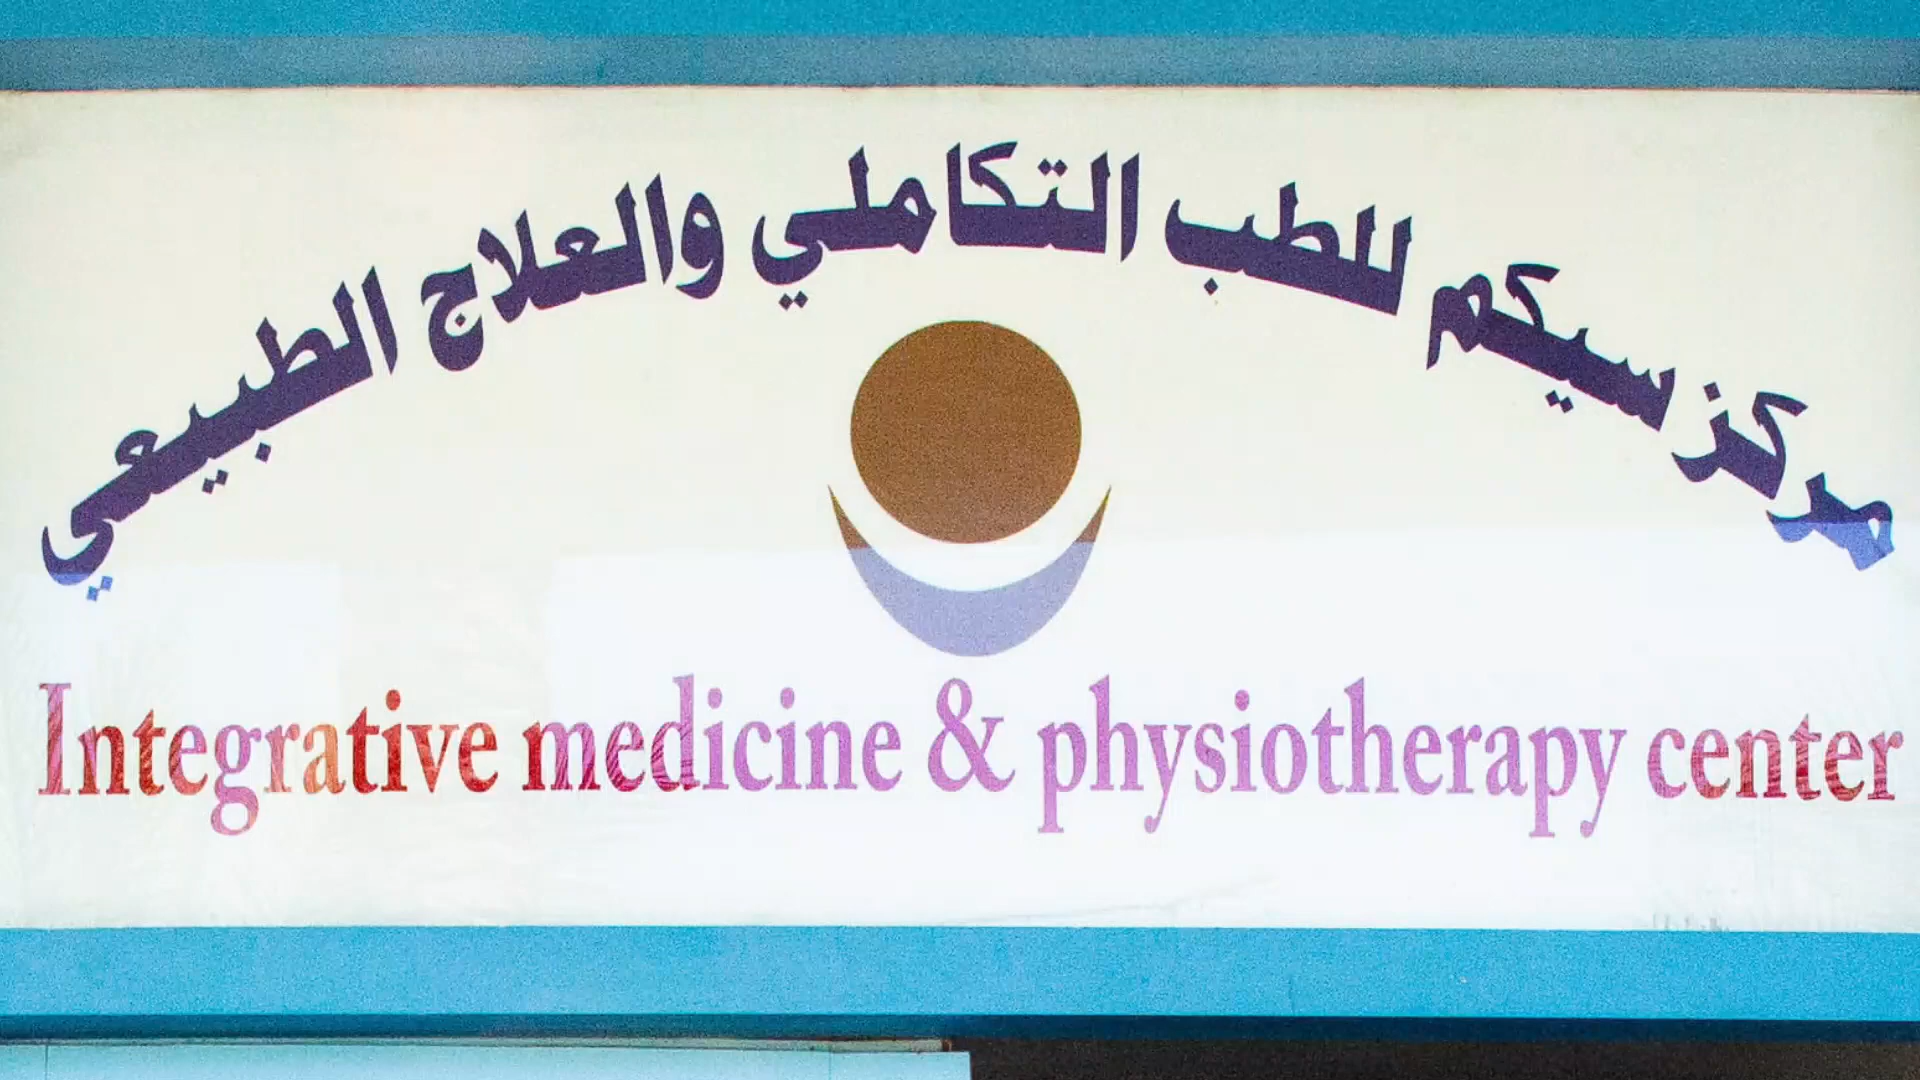 مركز سيكم للطب التكاملي والعلاج الطبيعي
Integrative medicine & physiotherapy center